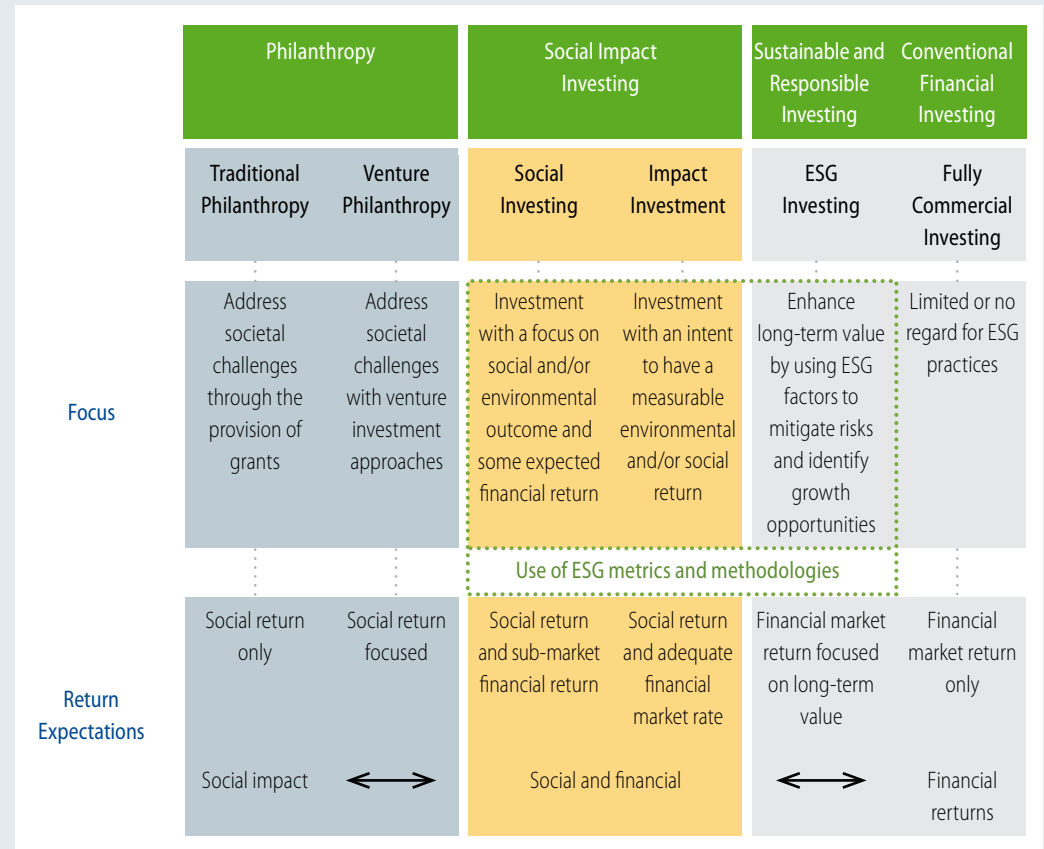 Philanthropy
Social Impact
Investing
Sustainable and
Responsible
Investing
Conventional
Financial
Investing
Traditional
Philanthropy
Venture
Philanthropy
Social
Investing
Impact
Investment
ESG
Investing
Fully
Commercial
Investing
Focus
Address
societal
challenges
through the
provision of
grants
Address
societal
challenges
with venture
investment
approaches
Investment
with a focus on
social and/or
environmental
outcome and
some expected
financial return
Investment
with an intent
to have a
measurable
environmental
and/or social
return
Enhance
long-term value
by using ESG
factors to
mitigate risks
and identify
growth
opportunities
Limited or no
regard for ESG
practices
Use of ESG metrics and methodologies
Return
Expectations
Social return
only
Social return
focused
Social return
and sub-market
financial return
Social return
and adequate
financial
market rate
Financial market
return focused
on long-term
value
Financial
market return
only
Social impact
Social and financial
Financial
rerturns